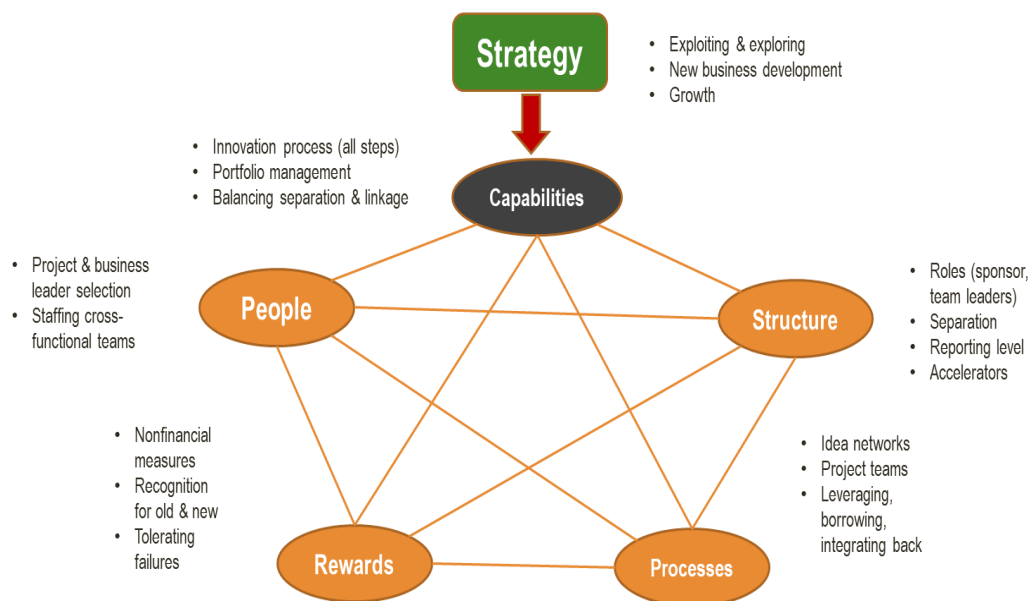 Strategy
• Exploiting & exploring
• New business development
• Growth
• Innovation process (all steps)
• Portfolio management
• Balancing separation & linkage
Capabilities
• Project & business
leader selection
• Staffing cross-
functional teams
People
Structure
• Roles (sponsor,
team leaders)
• Separation
• Reporting level
• Accelerators
• Nonfinancial
measures
• Recognition
for old & new
• Tolerating
failures
Rewards
Processes
• Idea networks
• Project teams
• Leveraging,
borrowing,
integrating back